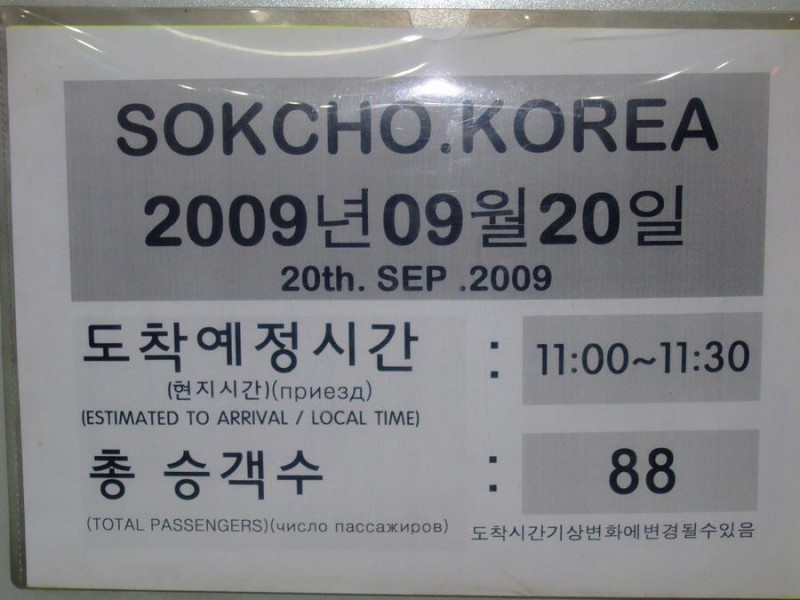 SOKCHO.KOREA
2009년09월20일
20th. SEP .2009
도착예정시간 : 11:00~11:30
(현지시간)(приезд)
(ESTIMATED TO ARRIVAL / LOCAL TIME)
총 승객수 : 88
(TOTAL PASSENGERS)(число пассажиров)
도착시간기상변화에변경될수있음